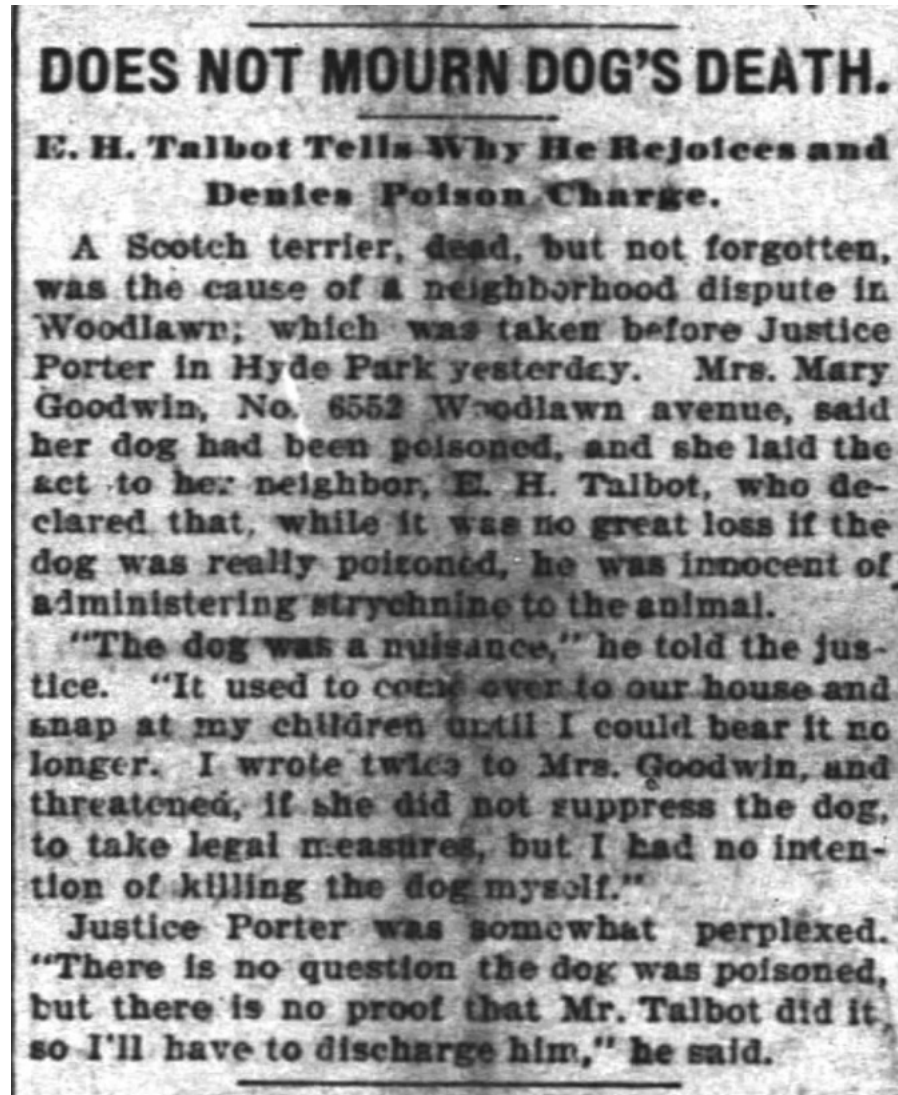 DOES NOT MOURN DOG'S DEATH.
E. H. Talbot Tells Why He Rejoices and
Denies Poison Charge.
A Scotch terrier, dead, but not forgotten,
was the cause of a neighborhood dispute in
Woodlawn; which was taken before Justice
Porter in Hyde Park yesterday. Mrs. Mary
Goodwin, No. 6552 Woodlawn avenue, said
her dog had been poisoned, and she laid the
act to her neighbor, E. H. Talbot, who de-
clared that, while it was no great loss if the
dog was really poisoned, he was innocent of
administering strychnine to the animal.
"The dog was a nuisance," he told the jus-
tice. "It used to come over to our house and
snap at my children until I could bear it no
longer. I wrote twice to Mrs. Goodwin, and
threatened, if she did not suppress the dog,
to take legal measures, but I had no inten-
tion of killing the dog myself."
Justice Porter was somewhat perplexed.
"There is no question the dog was poisoned,
but there is no proof that Mr. Talbot did it,
so I'll have to discharge him," he said.